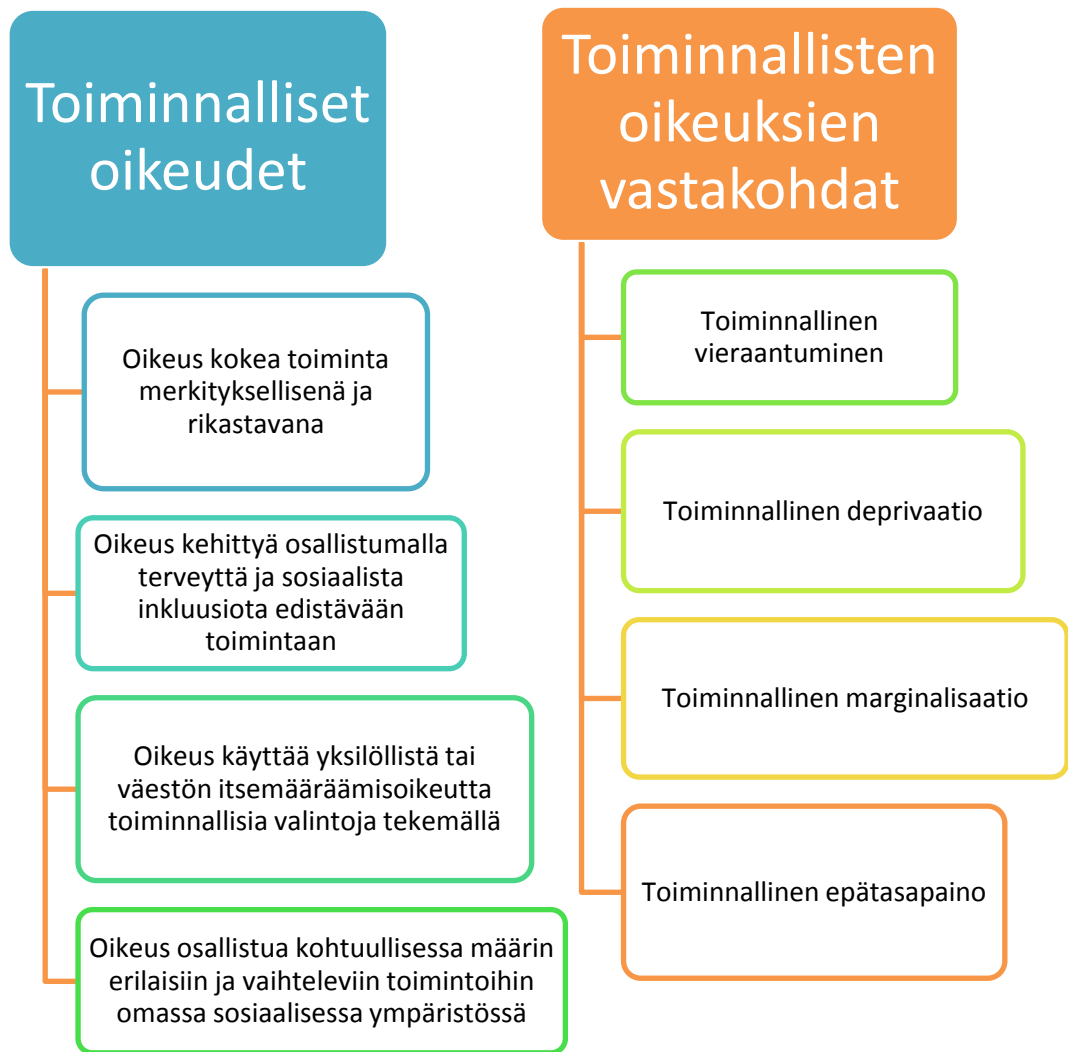 Toiminnalliset
oikeudet
Oikeus kokea toiminta
merkityksellisenä ja
rikastavana
Oikeus kehittyä osallistumalla
terveyttä ja sosiaalista
inkluusiota edistävään
toimintaan
Oikeus käyttää yksilöllistä tai
väestön itsemääräämisoikeutta
toiminnallisia valintoja tekemällä
Oikeus osallistua kohtuullisessa määrin
erilaisiin ja vaihteleviin toimintoihin
omassa sosiaalisessa ympäristössä
Toiminnallisten
oikeuksien
vastakohdat
Toiminnallinen
vieraantuminen
Toiminnallinen deprivaatio
Toiminnallinen marginalisaatio
Toiminnallinen epätasapaino